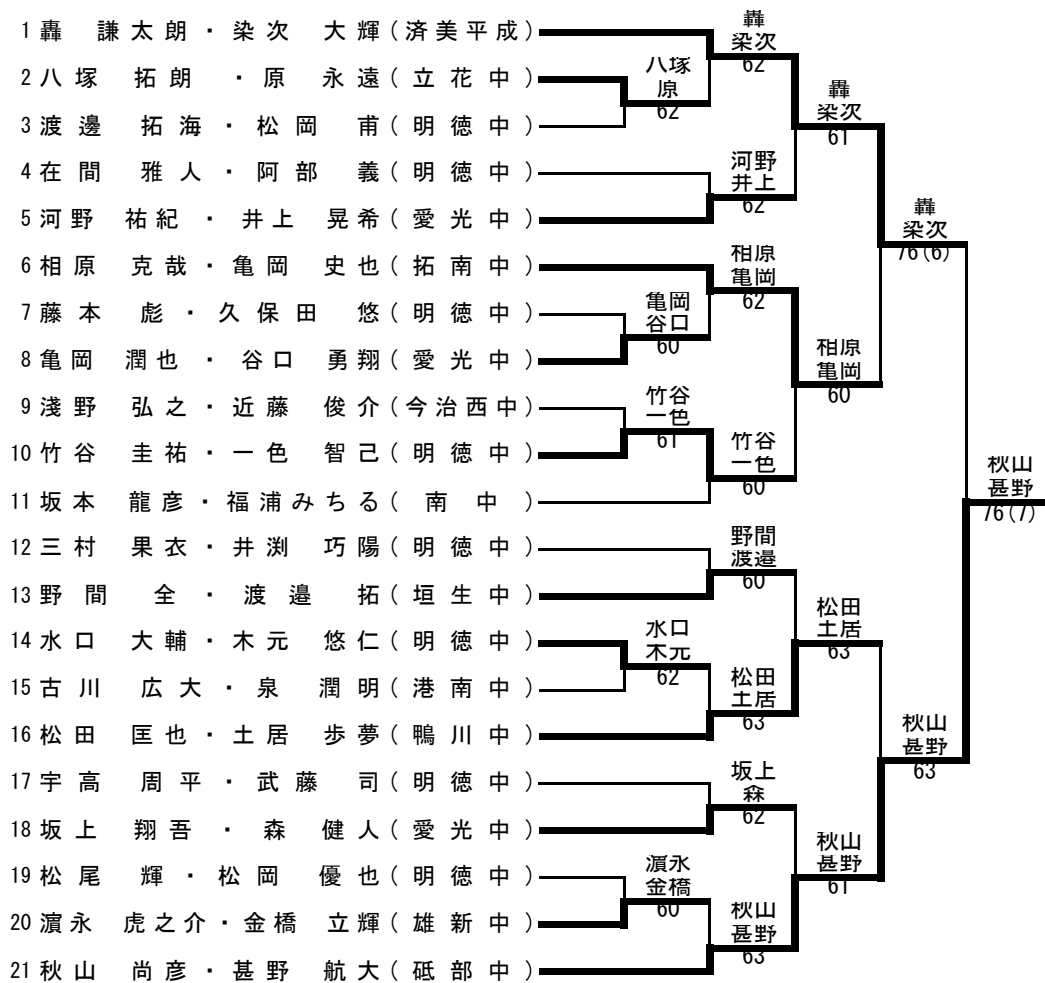 1 轟 謙太朗・染次 大輝(済美平成)
2 八塚 拓朗・原 永遠(立花中)
3 渡邊 拓海・松岡 甫(明徳中)
4 在間 雅人・阿部 義(明徳中)
5 河野 祐紀・井上 晃希(愛光中)
6 相原 克哉・亀岡 史也(拓南中)
7 藤本 彪・久保田 悠(明徳中)
8 亀岡 潤也・谷口 勇翔(愛光中)
9 淺野 弘之・近藤 俊介(今治西中)
10 竹谷 圭祐・一色 智己(明徳中)
11 坂本 龍彦・福浦みちる(南中)
12 三村 果衣・井渕 巧陽(明徳中)
13 野間 全・渡邉 拓(垣生中)
14 水口 大輔・木元 悠仁(明徳中)
15 古川 広大・泉 潤明(港南中)
16 松田 匡也・土居 歩夢(鴨川中)
17 宇高 周平・武藤 司(明徳中)
18 坂上 翔吾・森 健人(愛光中)
19 松尾 輝・松岡 優也(明徳中)
20 濵永 虎之介・金橋 立輝(雄新中)
21 秋山 尚彦・甚野 航大(砥部中)
八塚
原
62
亀岡
谷口
60
竹谷
一色
61
水口
木元
62
濵永
金橋
60
轟
染次
62
河野
井上
62
相原
亀岡
62
竹谷
一色
60
野間
渡邉
60
松田
土居
63
坂上
森
62
秋山
甚野
63
轟
染次
61
相原
亀岡
60
松田
土居
63
秋山
甚野
61
轟
染次
76(6)
秋山
甚野
63
秋山
甚野
76(7)